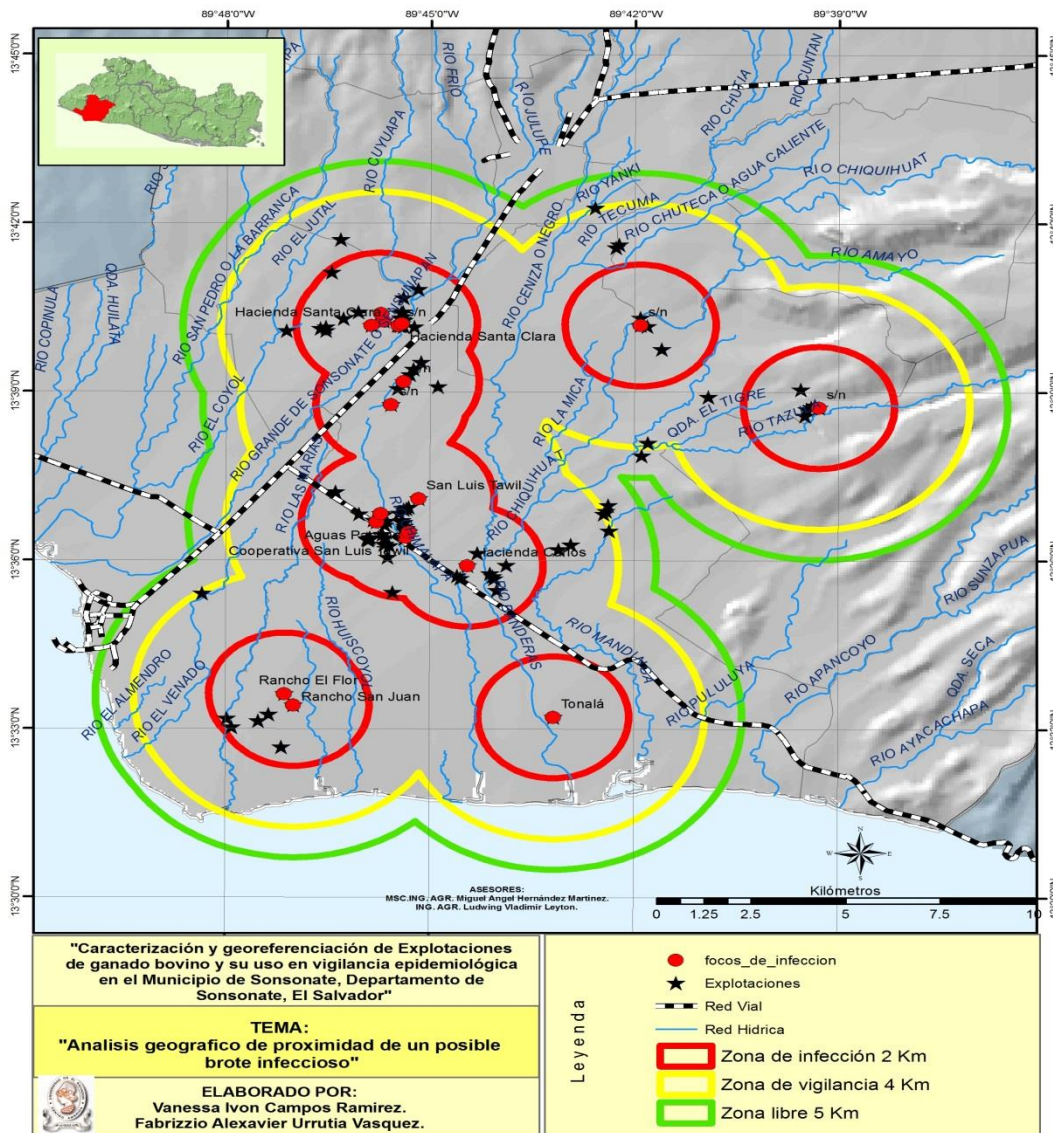 89°48'0"W
89°45'0"W
89°42'0"W
89°39'0"W
13°45'0"N
13°42'0"N
13°39'0"N
13°36'0"N
13°33'0"N
13°30'0"N
RIO FRIO
RIO JULUPE
RIO CUYUAPA
RIO CHUTIA
RIO CUNTAN
RIO YANKI
RIO TECUMA
RIO CHUTECA O AGUA CALIENTE
RIO CHIQUIHUAT
RIO AMAYO
RIO COPINULA
QDA. HUILATA
RIO SAN PEDRO O LA BARRANCA
RIO EL JUTAL
RIO CENIZA O NEGRO
Hacienda Santa Clara
s/n
Hacienda Santa Clara
s/n
s/n
s/n
RIO EL COYOL
RIO GRANDE DE SONSONATE O
RIO LA MICA
QDA. EL TIGRE
RIO LAS MARIAS
RIO CHIQUIHUAT
San Luis Tawil
Cooperativa San Luis Tawil
RIO BANDERAS
RIO HUISCOYOL
RIO PULULUYA
RIO APANCOYO
RIO SUNZAPUA
QDA. SECA
RIO AYACACHAPA
RIO EL ALMENDRO
RIO EL VENADO
Rancho El Flor
Rancho San Juan
Tonalá
N
W
E
S
Kilómetros
0 1.25 2.5 5 7.5 10
ASESORES:
MSC.ING. AGR. Miguel Angel Hernández Martínez.
ING. AGR. Ludwing Vladimir Leyton.
"Caracterización y georeferenciación de Explotaciones
de ganado bovino y su uso en vigilancia epidemiológica
en el Municipio de Sonsonate, Departamento de
Sonsonate, El Salvador"
TEMA:
"Analisis geografico de proximidad de un posible
brote infeccioso"
ELABORADO POR:
Vanessa Ivon Campos Ramirez.
Fabrizzio Alexavier Urrutia Vasquez.
Leyenda
focos_de_infeccion
Explotaciones
Red Vial
Red Hidrica
Zona de infección 2 Km
Zona de vigilancia 4 Km
Zona libre 5 Km